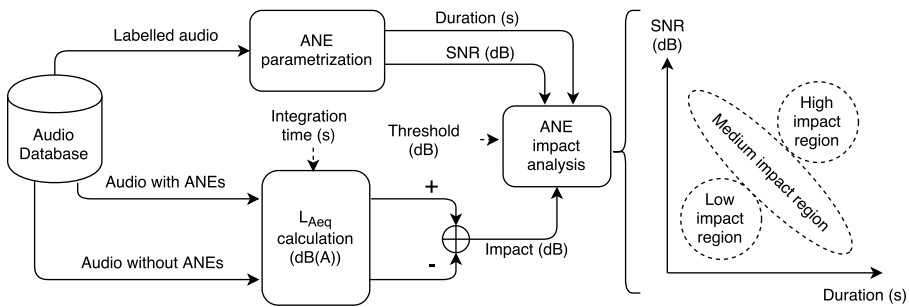 Labelled audio
ANE
parametrization
Duration (s)
SNR (dB)
Audio
Database
Integration
time (s)
Threshold
(dB)
ANE
impact
analysis
Audio with ANEs
Audio without ANEs
LAeq
calculation
(dB(A))
+
-
Impact (dB)
SNR
(dB)
High
impact
region
Medium impact region
Low
impact
region
Duration (s)